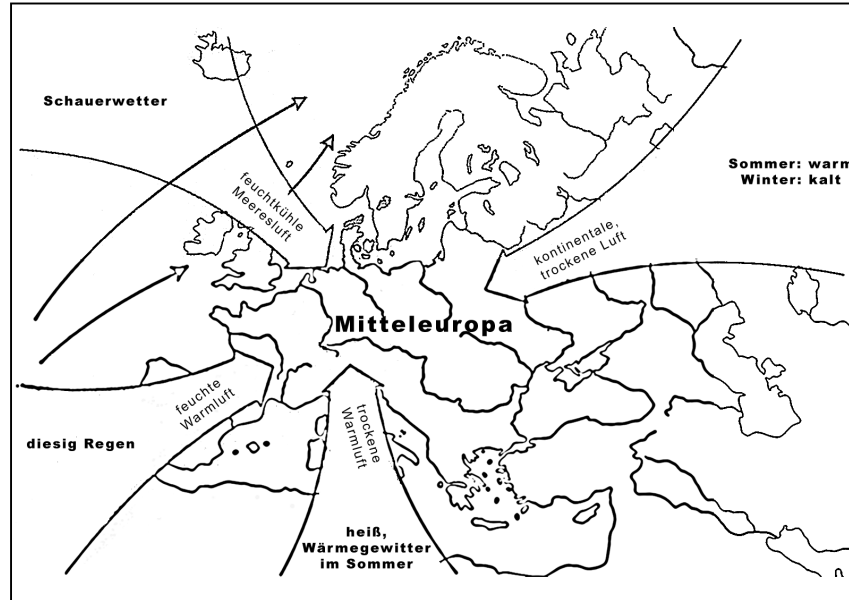 Schauerwetter
feuchtkühle
Meeresluft
Sommer: warm
Winter: kalt
kontinentale,
trockene Luft
Mitteleuropa
feuchte
Warmluft
trockene
Warmluft
diesig Regen
heiß,
Wärmegewitter
im Sommer